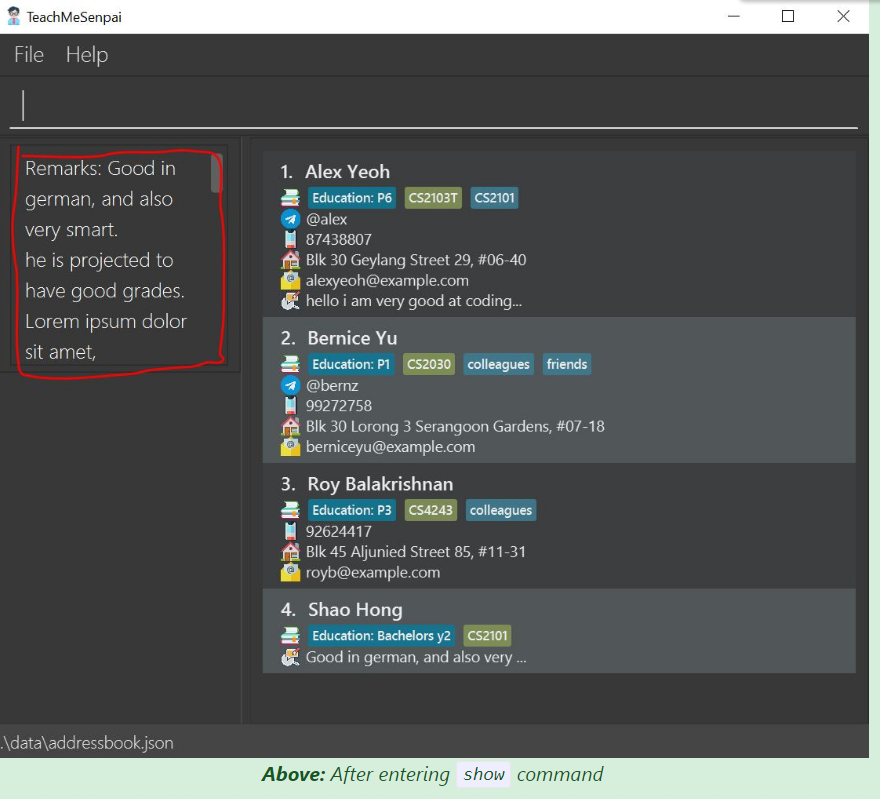 TeachMeSenpai
File Help
Remarks: Good in
german, and also
very smart.
he is projected to
have good grades.
Lorem ipsum dolor
sit amet,
1. Alex Yeoh
Education: P6 CS2103T CS2101
@alex
87438807
Blk 30 Geylang Street 29, #06-40
alexyeoh@example.com
hello i am very good at coding...
2. Bernice Yu
Education: P1 CS2030 colleagues friends
@bernz
99272758
Blk 30 Lorong 3 Serangoon Gardens, #07-18
berniceyu@example.com
3. Roy Balakrishnan
Education: P3 CS4243 colleagues
92624417
Blk 45 Aljunied Street 85, #11-31
royb@example.com
4. Shao Hong
Education: Bachelors y2 CS2101
Good in german, and also very ...
.\data\addressbook.json
Above: After entering show command